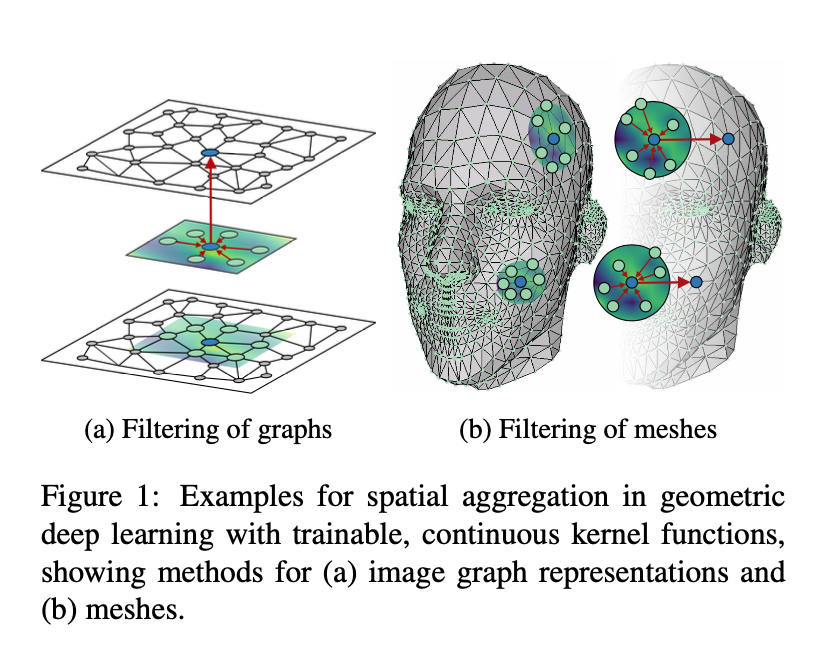 (a) Filtering of graphs
(b) Filtering of meshes
Figure 1: Examples for spatial aggregation in geometric
deep learning with trainable, continuous kernel functions,
showing methods for (a) image graph representations and
(b) meshes.